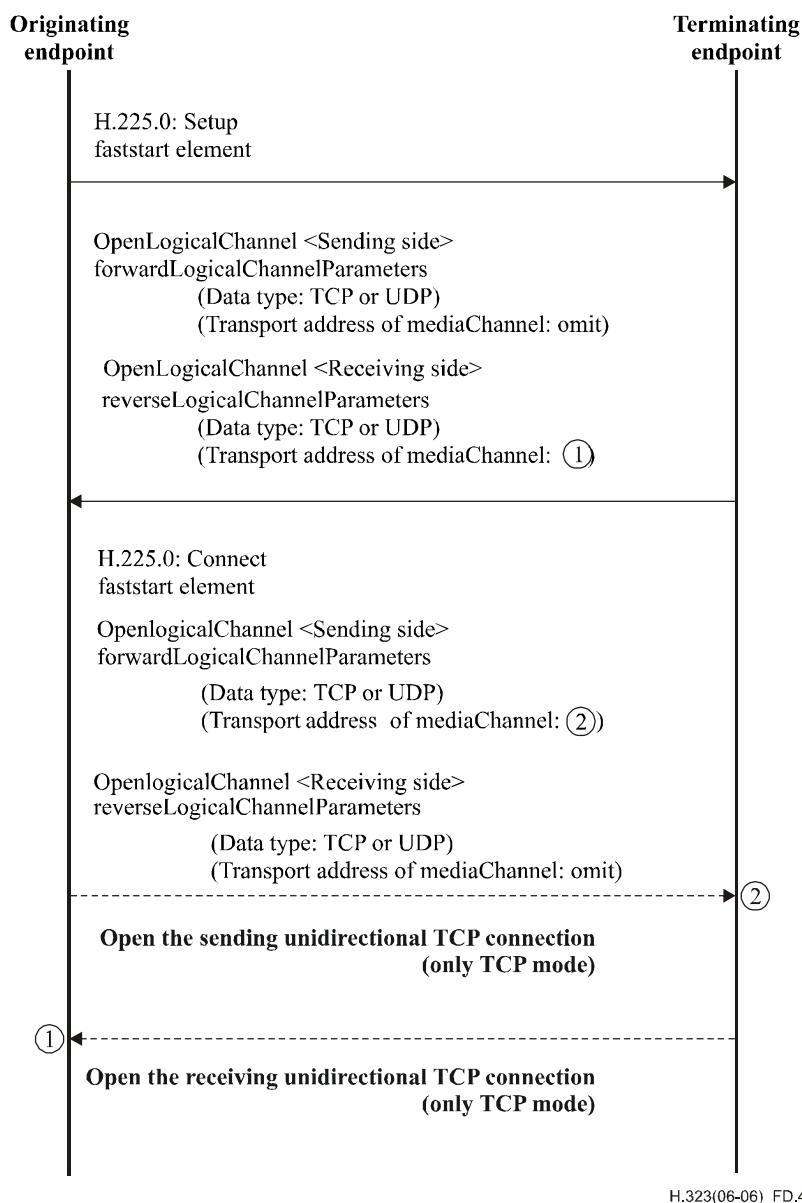 Originating
endpoint
Terminating
endpoint
H.225.0: Setup
faststart element
OpenLogicalChannel <Sending side>
forwardLogicalChannelParameters
(Data type: TCP or UDP)
(Transport address of mediaChannel: omit)
OpenLogicalChannel <Receiving side>
reverseLogicalChannelParameters
(Data type: TCP or UDP)
(Transport address of mediaChannel: 1)
H.225.0: Connect
faststart element
OpenlogicalChannel <Sending side>
forwardLogicalChannelParameters
(Data type: TCP or UDP)
(Transport address of mediaChannel: 2)
OpenlogicalChannel <Receiving side>
reverseLogicalChannelParameters
(Data type: TCP or UDP)
(Transport address of mediaChannel: omit)
2
Open the sending unidirectional TCP connection
(only TCP mode)
1
Open the receiving unidirectional TCP connection
(only TCP mode)
H.323(06-06)_FD.4